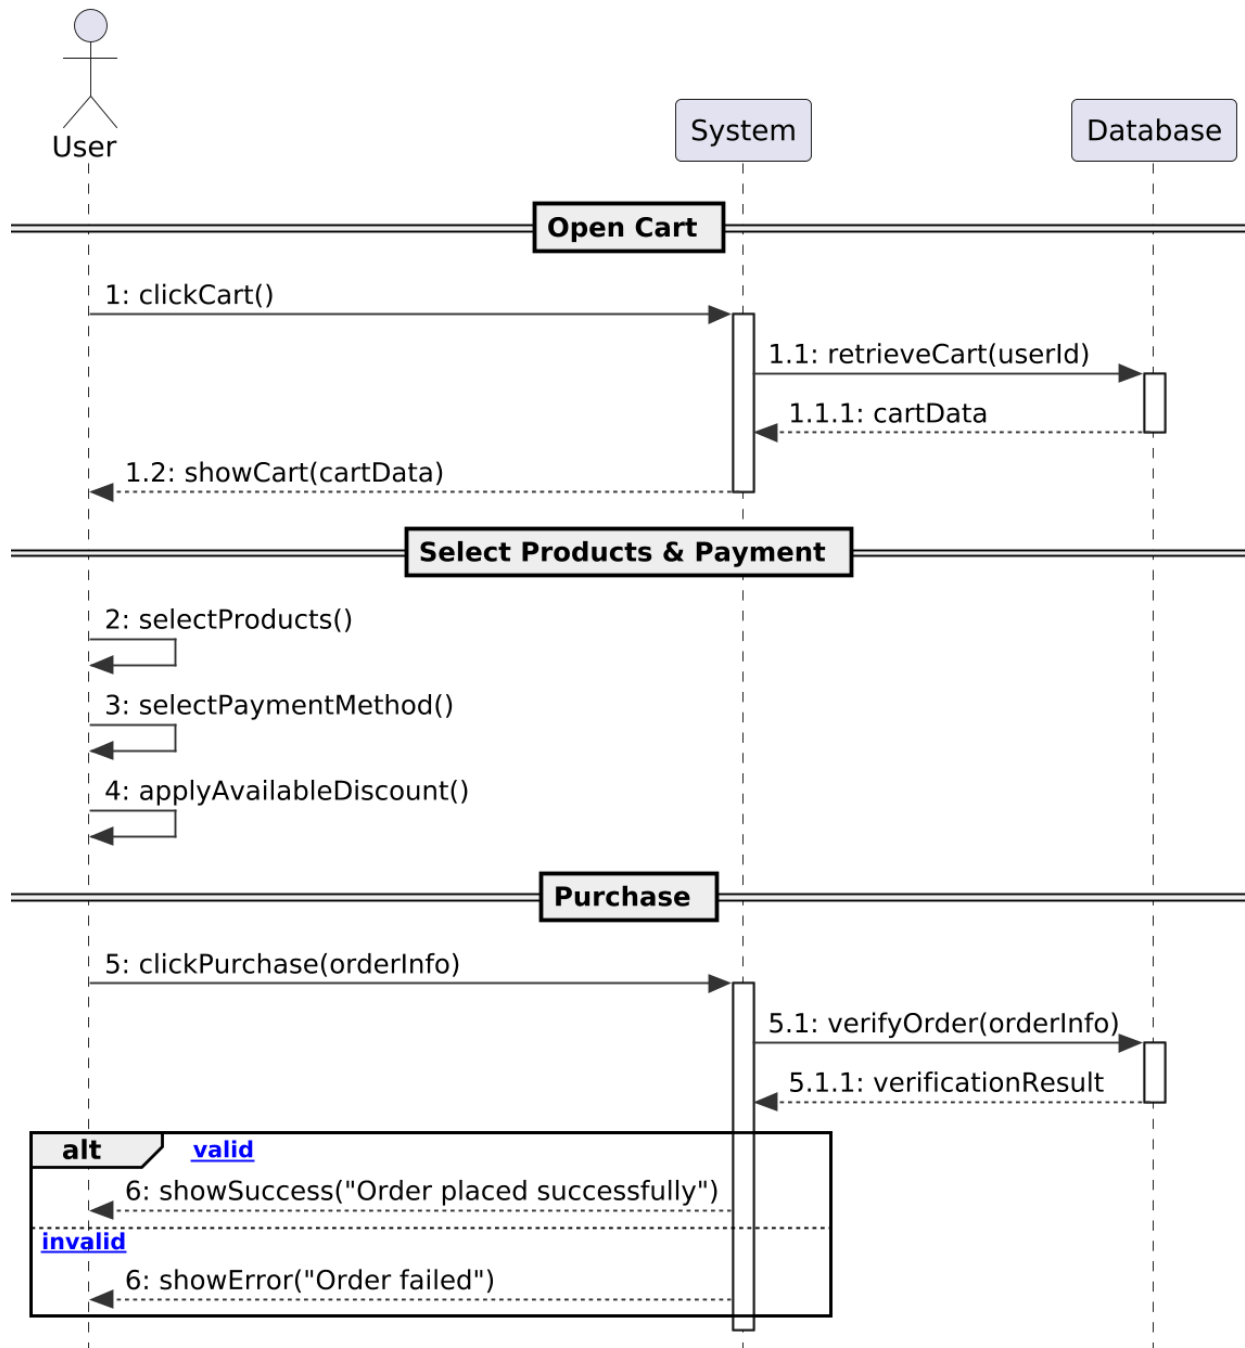 User
System
Database
Open Cart
1: clickCart()
1.1: retrieveCart(userId)
1.1.1: cartData
1.2: showCart(cartData)
Select Products & Payment
2: selectProducts()
3: selectPaymentMethod()
4: applyAvailableDiscount()
Purchase
5: clickPurchase(orderInfo)
5.1: verifyOrder(orderInfo)
5.1.1: verificationResult
alt
valid
6: showSuccess("Order placed successfully")
invalid
6: showError("Order failed")